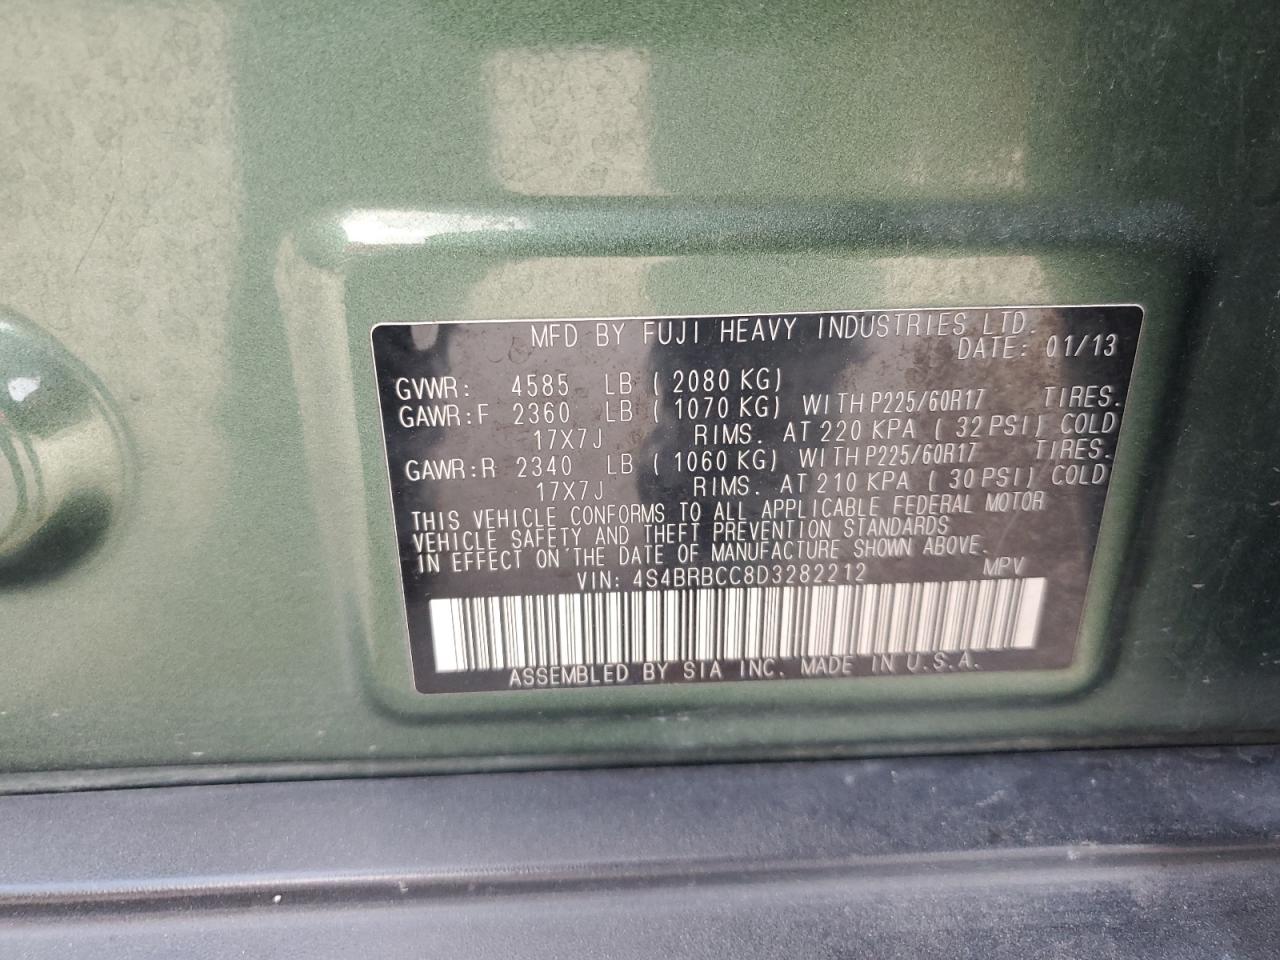 MFD BY FUJI HEAVY INDUSTRIES LTD.
DATE: 01/13
GVWR: 4585 LB ( 2080 KG)
GAWR:F 2360 LB ( 1070 KG) WITH P225/60R17 TIRES.
17X7J RIMS. AT 220 KPA ( 32 PSI) COLD
GAWR:R 2340 LB ( 1060 KG) WITH P225/60R17 TIRES.
17X7J RIMS. AT 210 KPA ( 30 PSI) COLD
THIS VEHICLE CONFORMS TO ALL APPLICABLE FEDERAL MOTOR
VEHICLE SAFETY AND THEFT PREVENTION STANDARDS
IN EFFECT ON THE DATE OF MANUFACTURE SHOWN ABOVE.
VIN: 4S4BRBCC8D3282212 MPV
ASSEMBLED BY SIA INC. MADE IN U.S.A.